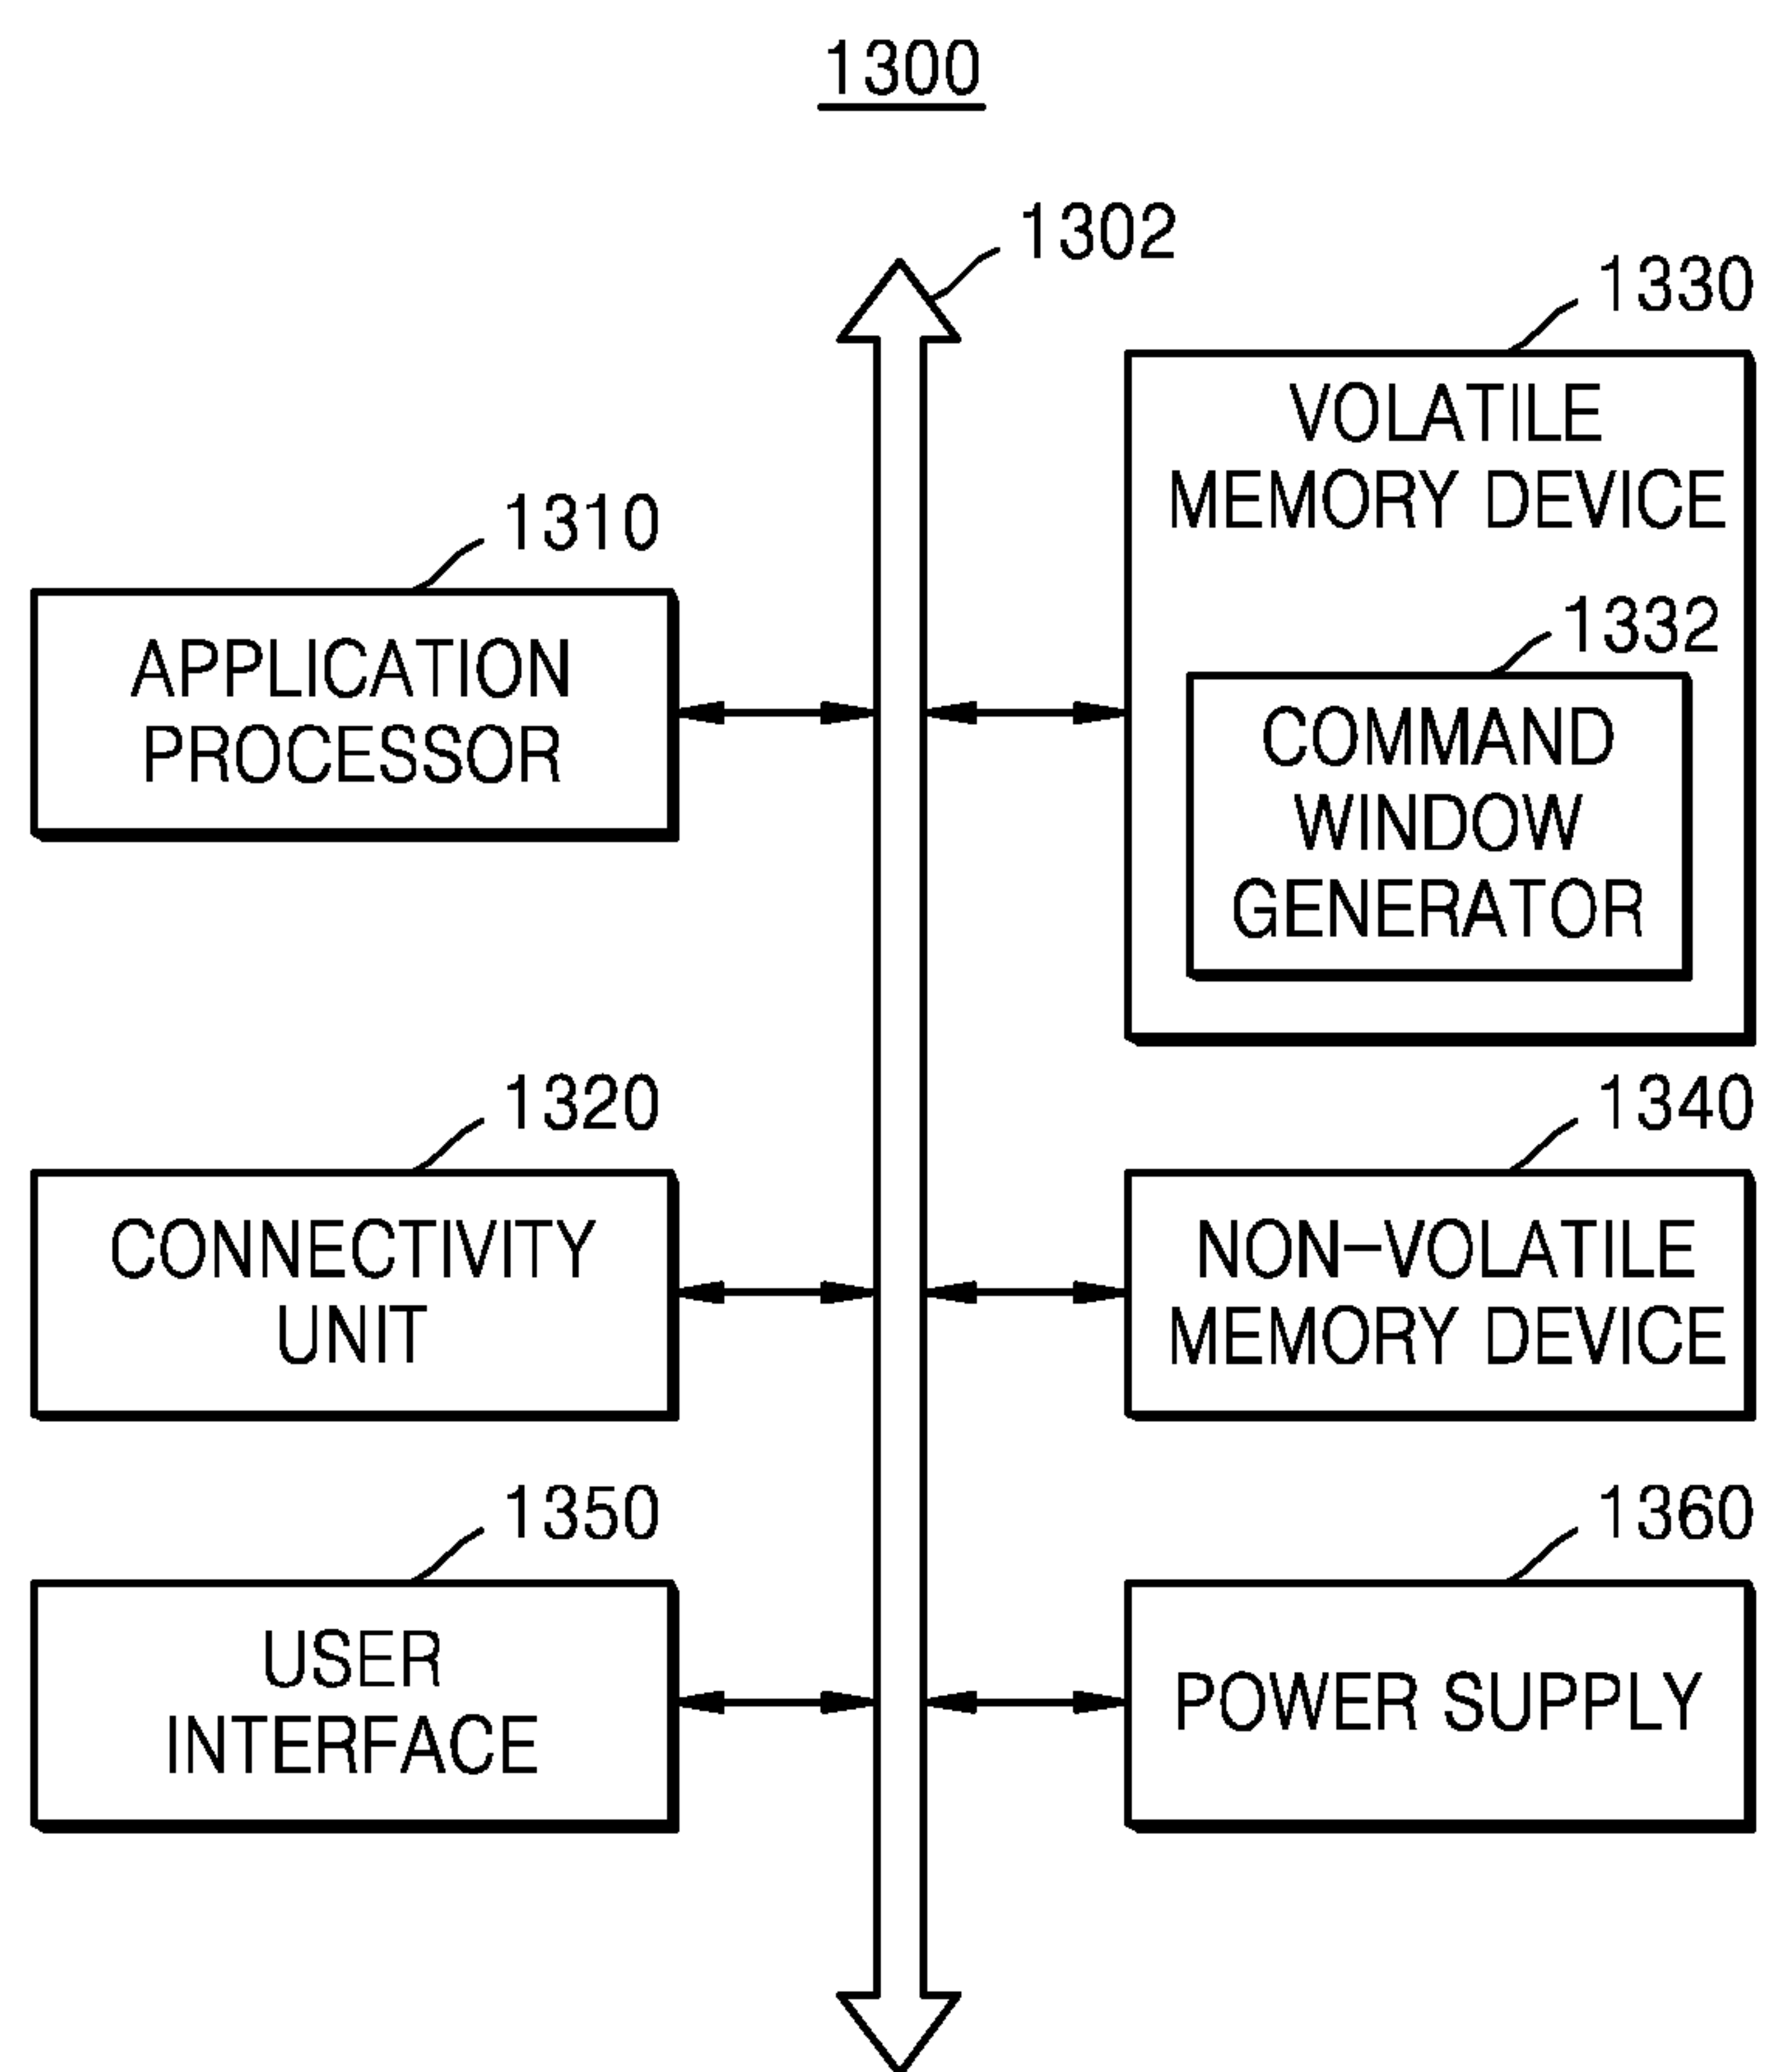 1300
1302
1330
VOLATILE
MEMORY DEVICE
1310
APPLICATION
PROCESSOR
1332
COMMAND
WINDOW
GENERATOR
1320
CONNECTIVITY
UNIT
1340
NON-VOLATILE
MEMORY DEVICE
1350
USER
INTERFACE
1360
POWER SUPPLY